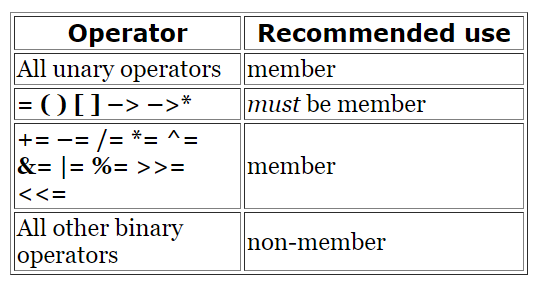 Operator Recommended use
All unary operators member
= ( ) [ ] –> –>* must be member
+= –= /= *= ^=
&= |= %= >>= member
<<=
All other binary
operators non-member